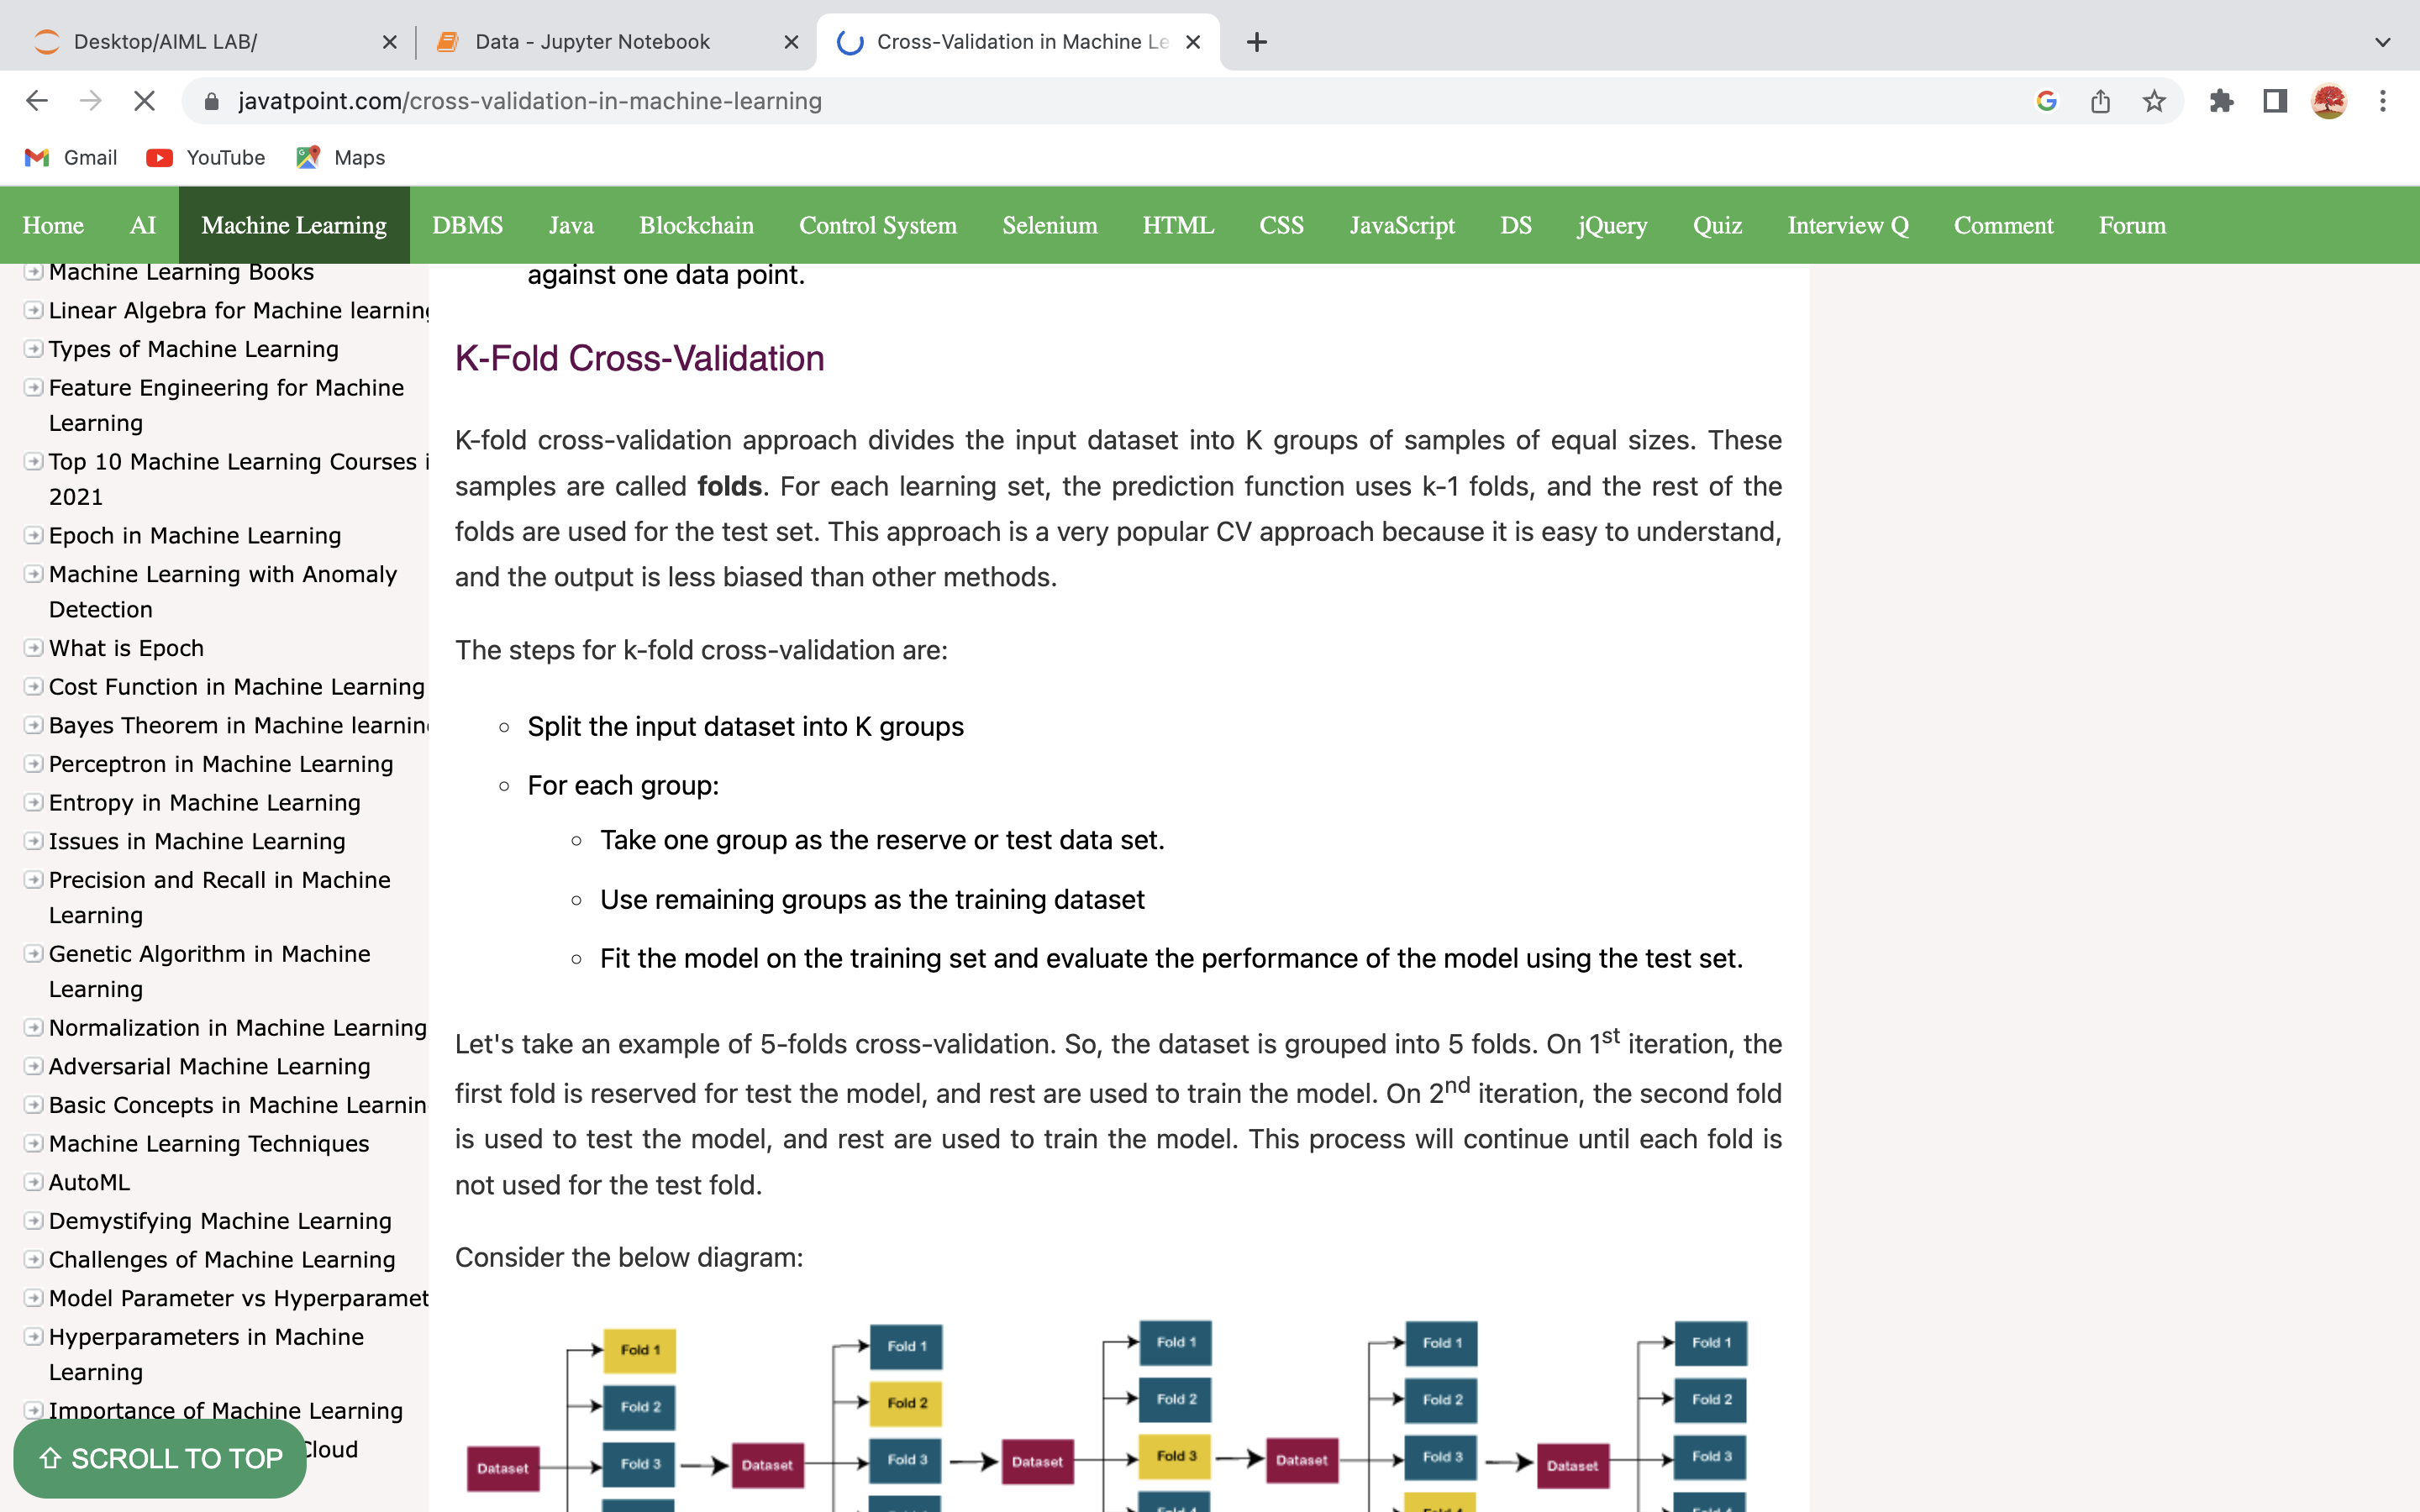 Desktop/AIML LAB/
Data - Jupyter Notebook
Cross-Validation in Machine Le
javatpoint.com/cross-validation-in-machine-learning
Gmail
YouTube
Maps
Home AI Machine Learning DBMS Java Blockchain Control System Selenium HTML CSS JavaScript DS jQuery Quiz Interview Q Comment Forum
Machine Learning Books
Linear Algebra for Machine learning
Types of Machine Learning
Feature Engineering for Machine
Learning
Top 10 Machine Learning Courses i
2021
Epoch in Machine Learning
Machine Learning with Anomaly
Detection
What is Epoch
Cost Function in Machine Learning
Bayes Theorem in Machine learnin
Perceptron in Machine Learning
Entropy in Machine Learning
Issues in Machine Learning
Precision and Recall in Machine
Learning
Genetic Algorithm in Machine
Learning
Normalization in Machine Learning
Adversarial Machine Learning
Basic Concepts in Machine Learnin
Machine Learning Techniques
AutoML
Demystifying Machine Learning
Challenges of Machine Learning
Model Parameter vs Hyperparamet
Hyperparameters in Machine
Learning
Importance of Machine Learning
Cloud
SCROLL TO TOP
against one data point.
K-Fold Cross-Validation
K-fold cross-validation approach divides the input dataset into K groups of samples of equal sizes. These
samples are called folds. For each learning set, the prediction function uses k-1 folds, and the rest of the
folds are used for the test set. This approach is a very popular CV approach because it is easy to understand,
and the output is less biased than other methods.
The steps for k-fold cross-validation are:
Split the input dataset into K groups
For each group:
Take one group as the reserve or test data set.
Use remaining groups as the training dataset
Fit the model on the training set and evaluate the performance of the model using the test set.
Let's take an example of 5-folds cross-validation. So, the dataset is grouped into 5 folds. On 1st iteration, the
first fold is reserved for test the model, and rest are used to train the model. On 2nd iteration, the second fold
is used to test the model, and rest are used to train the model. This process will continue until each fold is
not used for the test fold.
Consider the below diagram:
Fold 1 Fold 1 Fold 1 Fold 1 Fold 1
Fold 2 Fold 2 Fold 2 Fold 2 Fold 2
Dataset Fold 3 Dataset Fold 3 Dataset Fold 3 Dataset Fold 3 Dataset Fold 3